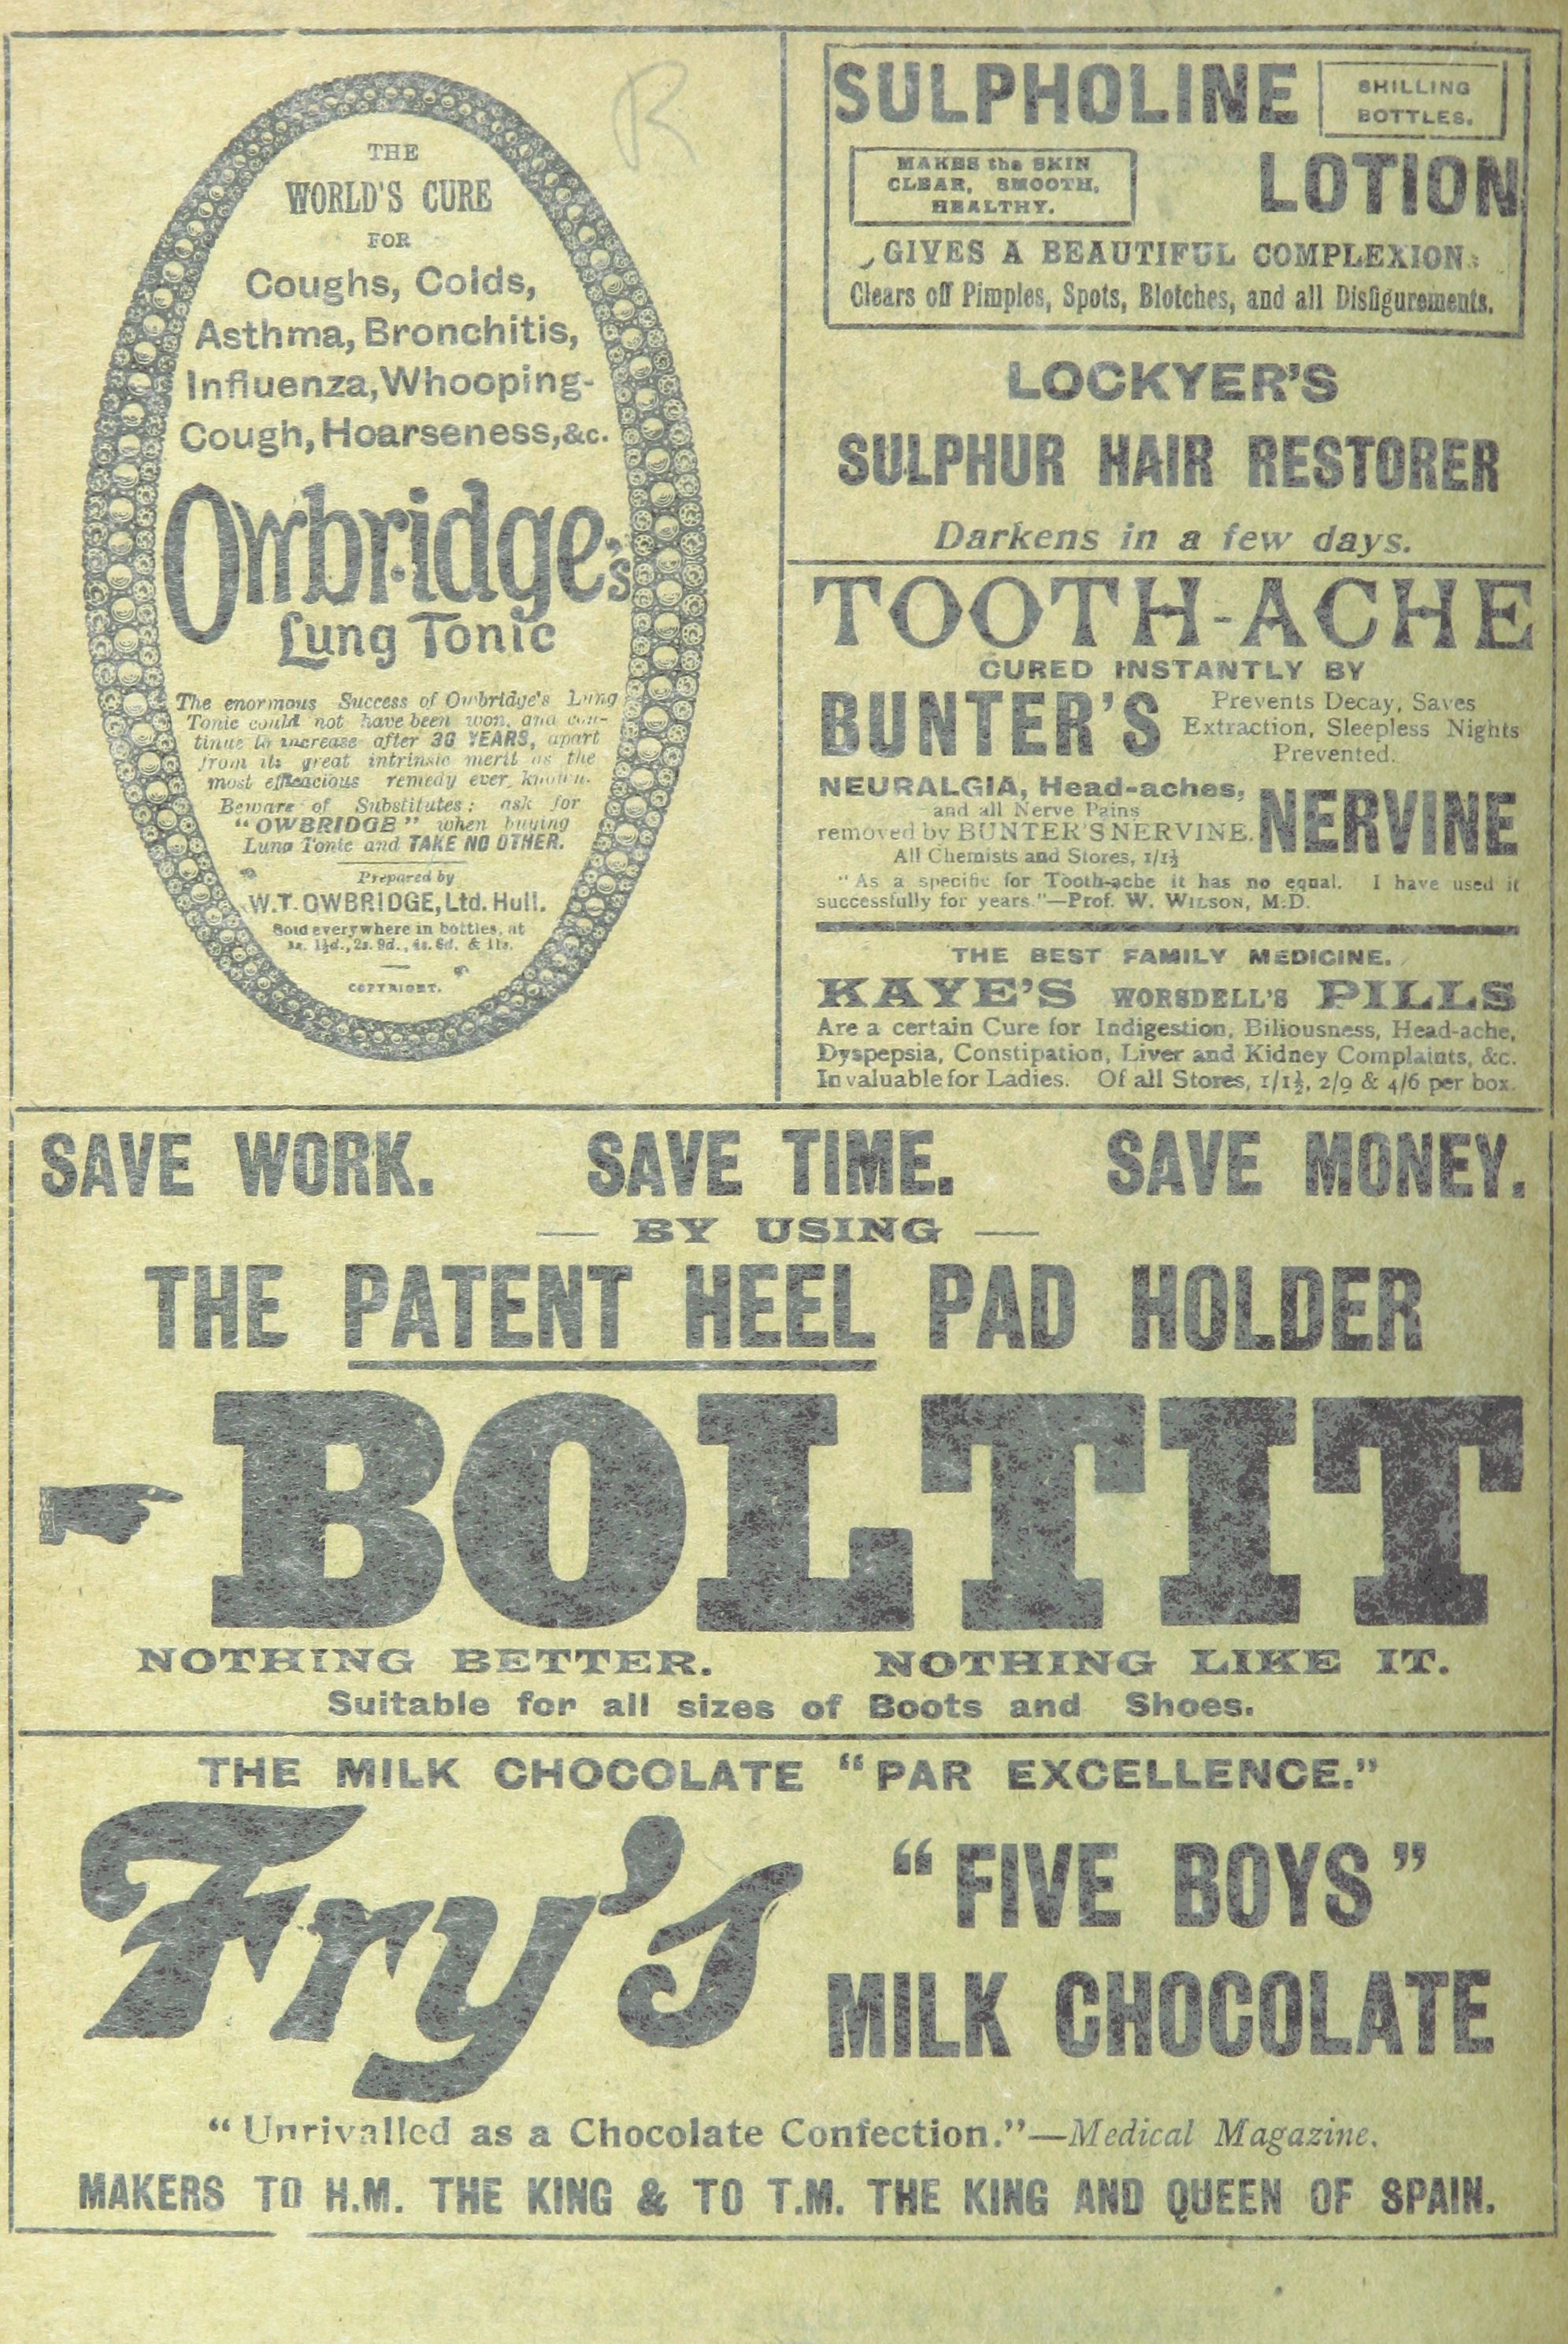 R
THE
WORLD'S CURE
FOR
Coughs, Colds,
Asthma, Bronchitis,
Influenza, Whooping-
Cough, Hoarseness, &c.
Owbridge's
Lung Tonic
The enormous Success of Owbridge's Lung
Tonic could not have been won, and con-
tinue to increase after 30 YEARS, apart
from its great intrinsic merit as the
most efficacious remedy ever known.
Beware of Substitutes; ask for
"OWBRIDGE" when buying
Lung Tonic and TAKE NO OTHER.
Prepared by
W.T. OWBRIDGE, Ltd. Hull.
Sold everywhere in bottles, at
1s. 1½d., 2s. 9d., 4s. 6d. & 11s.
COPYRIGHT.
SULPHOLINE SHILLING
BOTTLES.
MAKES the SKIN
CLEAR, SMOOTH,
HEALTHY.
LOTION
GIVES A BEAUTIFUL COMPLEXION
Clears off Pimples, Spots, Blotches, and all Disfigurements.
LOCKYER'S
SULPHUR HAIR RESTORER
Darkens in a few days.
TOOTH-ACHE
CURED INSTANTLY BY
BUNTER'S
Prevents Decay, Saves
Extraction, Sleepless Nights
Prevented.
NEURALGIA, Head-aches,
and all Nerve Pains
removed by BUNTER'S NERVINE.
NERVINE
All Chemists and Stores, 1/1½
"As a specific for Tooth-ache it has no equal. I have used it
successfully for years."—Prof. W. WILSON, M.D.
THE BEST FAMILY MEDICINE.
KAYE'S WORSDELL'S PILLS
Are a certain Cure for Indigestion, Biliousness, Head-ache,
Dyspepsia, Constipation, Liver and Kidney Complaints, &c.
Invaluable for Ladies. Of all Stores, 1/1½, 2/9 & 4/6 per box.
SAVE WORK. SAVE TIME. SAVE MONEY.
— BY USING —
THE PATENT HEEL PAD HOLDER
BOLTIT
NOTHING BETTER. NOTHING LIKE IT.
Suitable for all sizes of Boots and Shoes.
THE MILK CHOCOLATE "PAR EXCELLENCE."
Fry's
"FIVE BOYS"
MILK CHOCOLATE
"Unrivalled as a Chocolate Confection."—Medical Magazine.
MAKERS TO H.M. THE KING & TO T.M. THE KING AND QUEEN OF SPAIN.